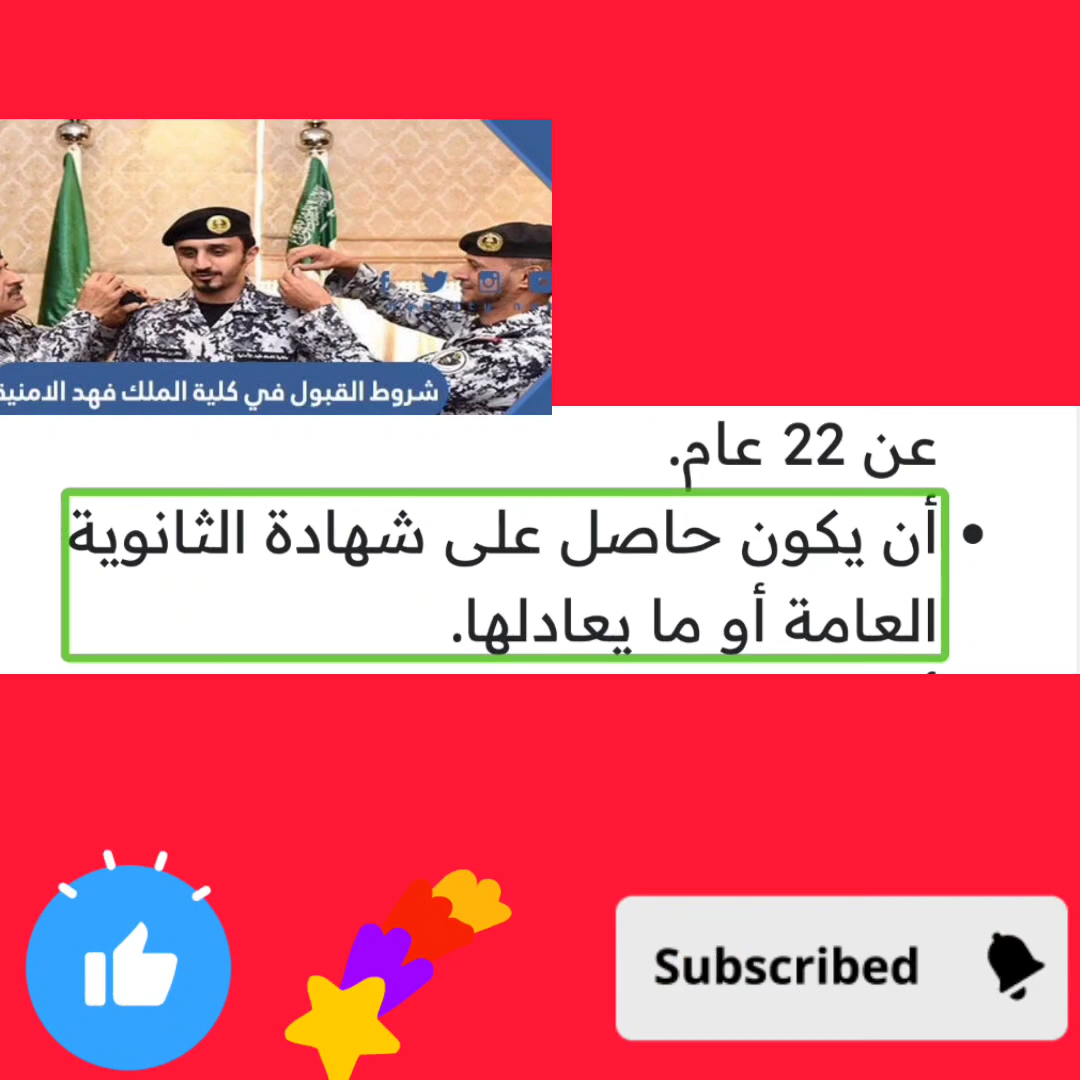 شروط القبول في كلية الملك فهد الامنية
عن 22 عام.
• أن يكون حاصل على شهادة الثانوية
العامة أو ما يعادلها.
Subscribed